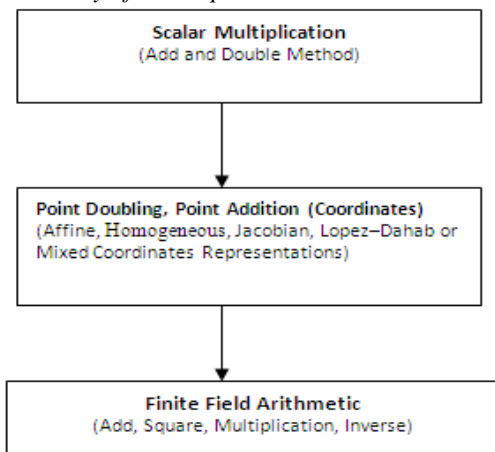 Scalar Multiplication
(Add and Double Method)
Point Doubling, Point Addition (Coordinates)
(Affine, Homogeneous, Jacobian, Lopez–Dahab or
Mixed Coordinates Representations)
Finite Field Arithmetic
(Add, Square, Multiplication, Inverse)